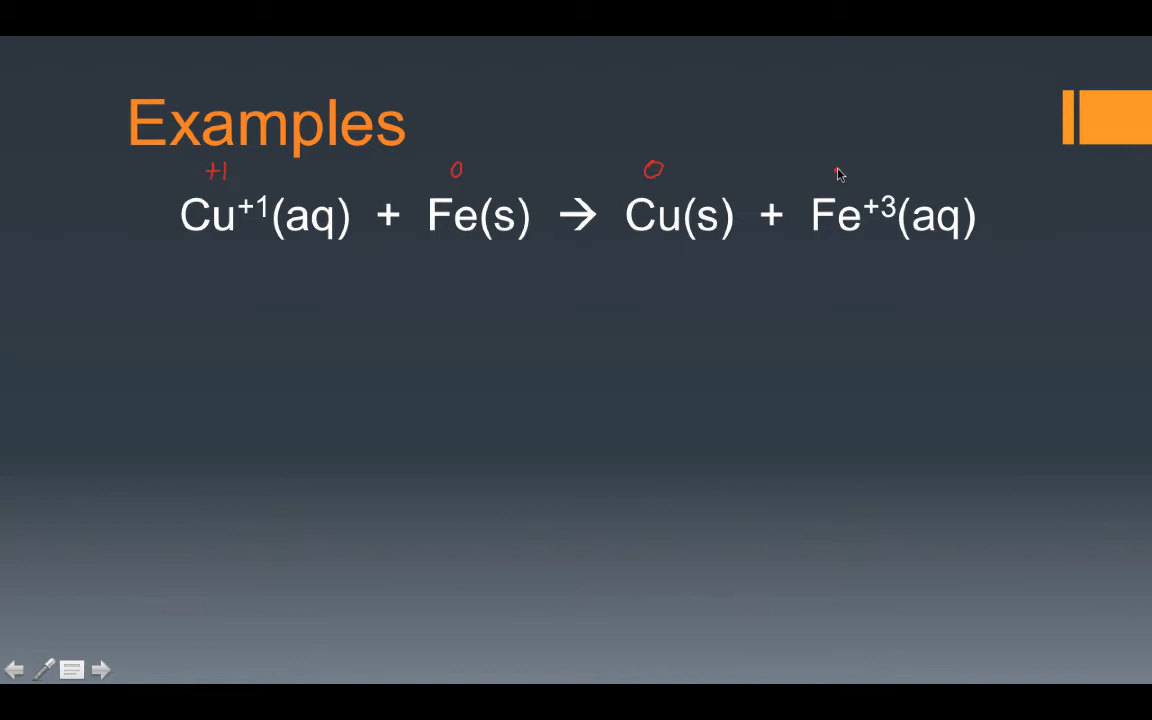 Examples
+1 0 0
Cu⁺¹(aq) + Fe(s) → Cu(s) + Fe⁺³(aq)